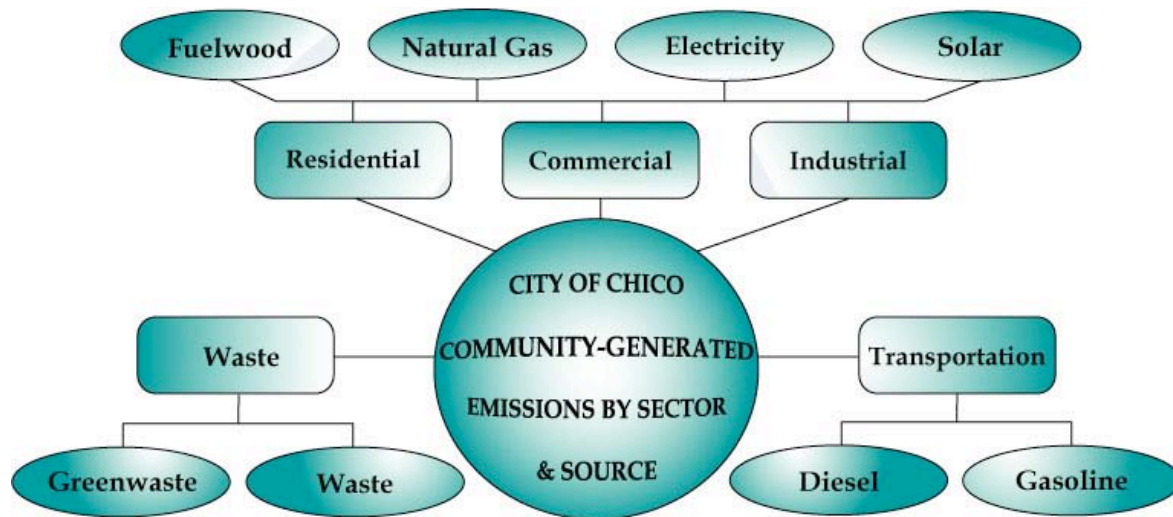 Fuelwood
Natural Gas
Electricity
Solar
Residential
Commercial
Industrial
CITY OF CHICO
COMMUNITY-GENERATED
EMISSIONS BY SECTOR
& SOURCE
Waste
Transportation
Greenwaste
Waste
Diesel
Gasoline